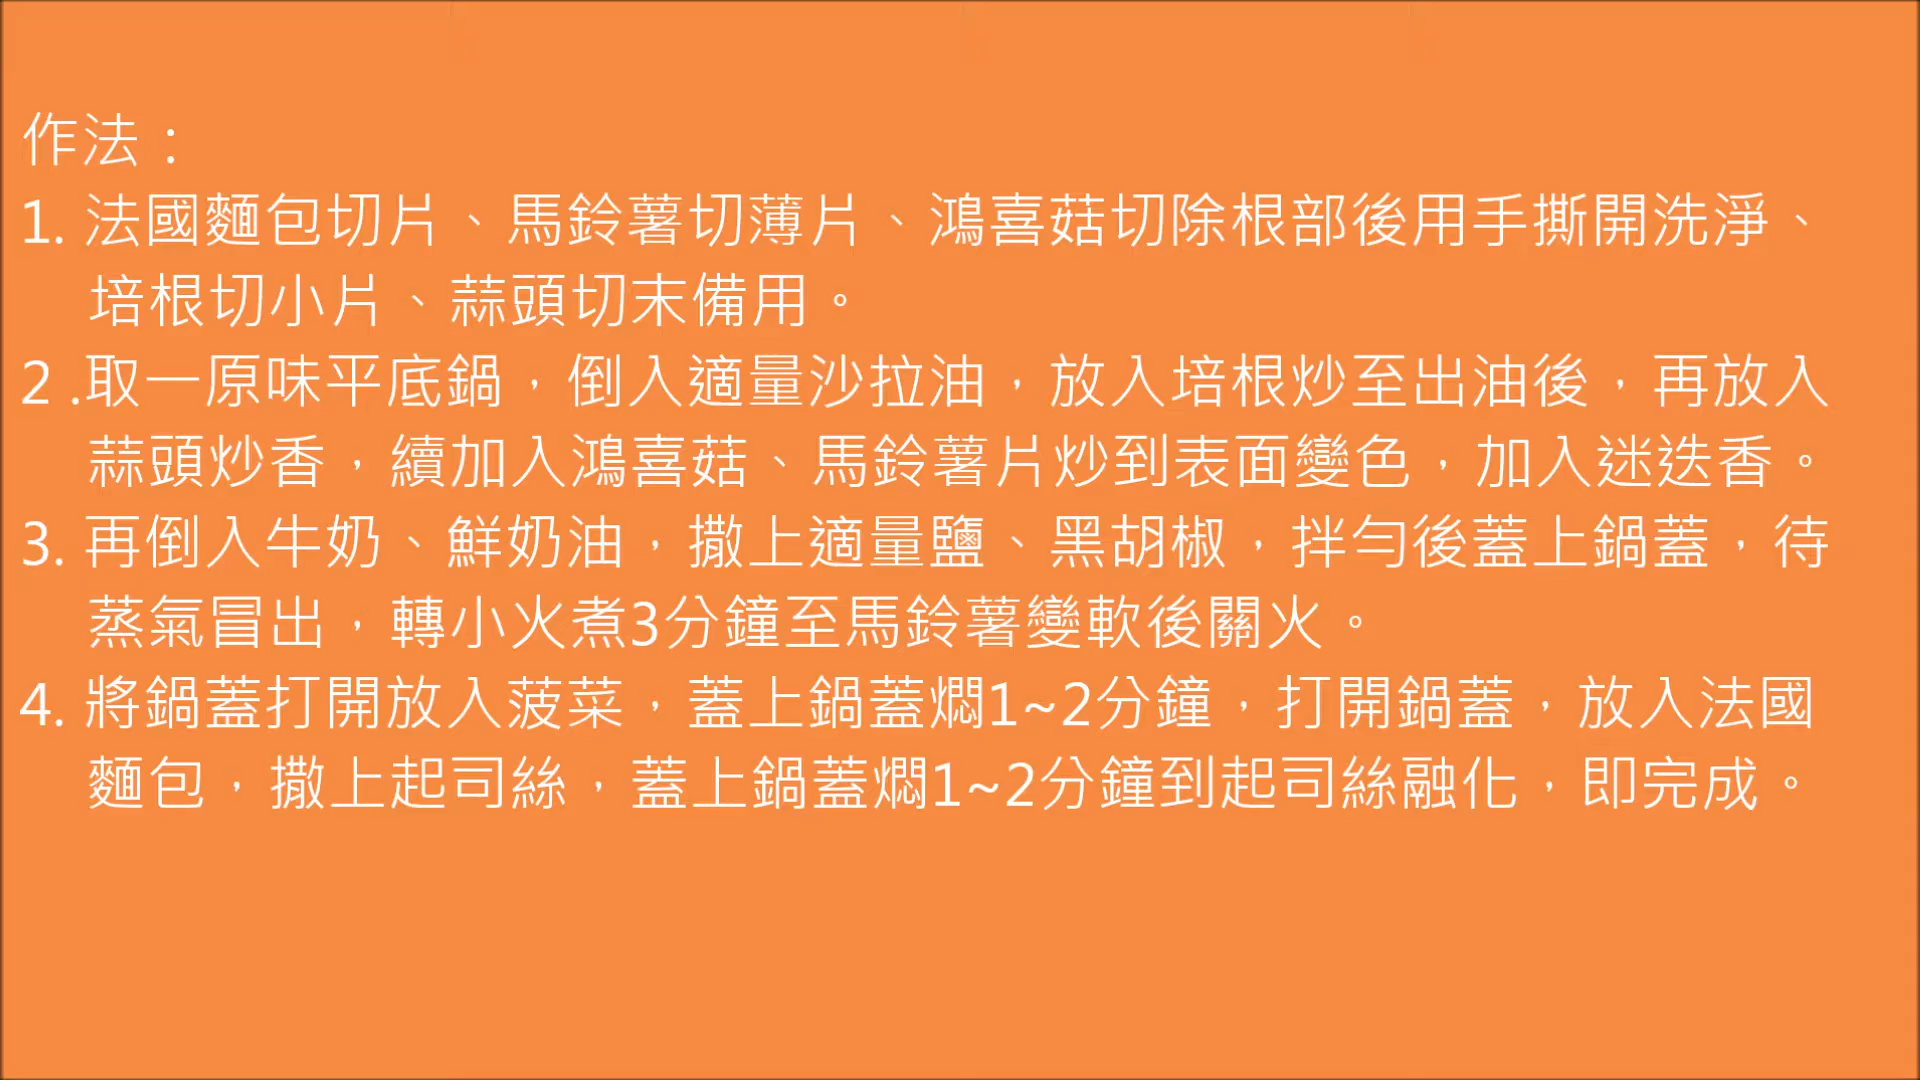 作法：
1. 法國麵包切片、馬鈴薯切薄片、鴻喜菇切除根部後用手撕開洗淨、
培根切小片、蒜頭切末備用。
2 .取一原味平底鍋，倒入適量沙拉油，放入培根炒至出油後，再放入
蒜頭炒香，續加入鴻喜菇、馬鈴薯片炒到表面變色，加入迷迭香。
3. 再倒入牛奶、鮮奶油，撒上適量鹽、黑胡椒，拌勻後蓋上鍋蓋，待
蒸氣冒出，轉小火煮3分鐘至馬鈴薯變軟後關火。
4. 將鍋蓋打開放入菠菜，蓋上鍋蓋燜1~2分鐘，打開鍋蓋，放入法國
麵包，撒上起司絲，蓋上鍋蓋燜1~2分鐘到起司絲融化，即完成。